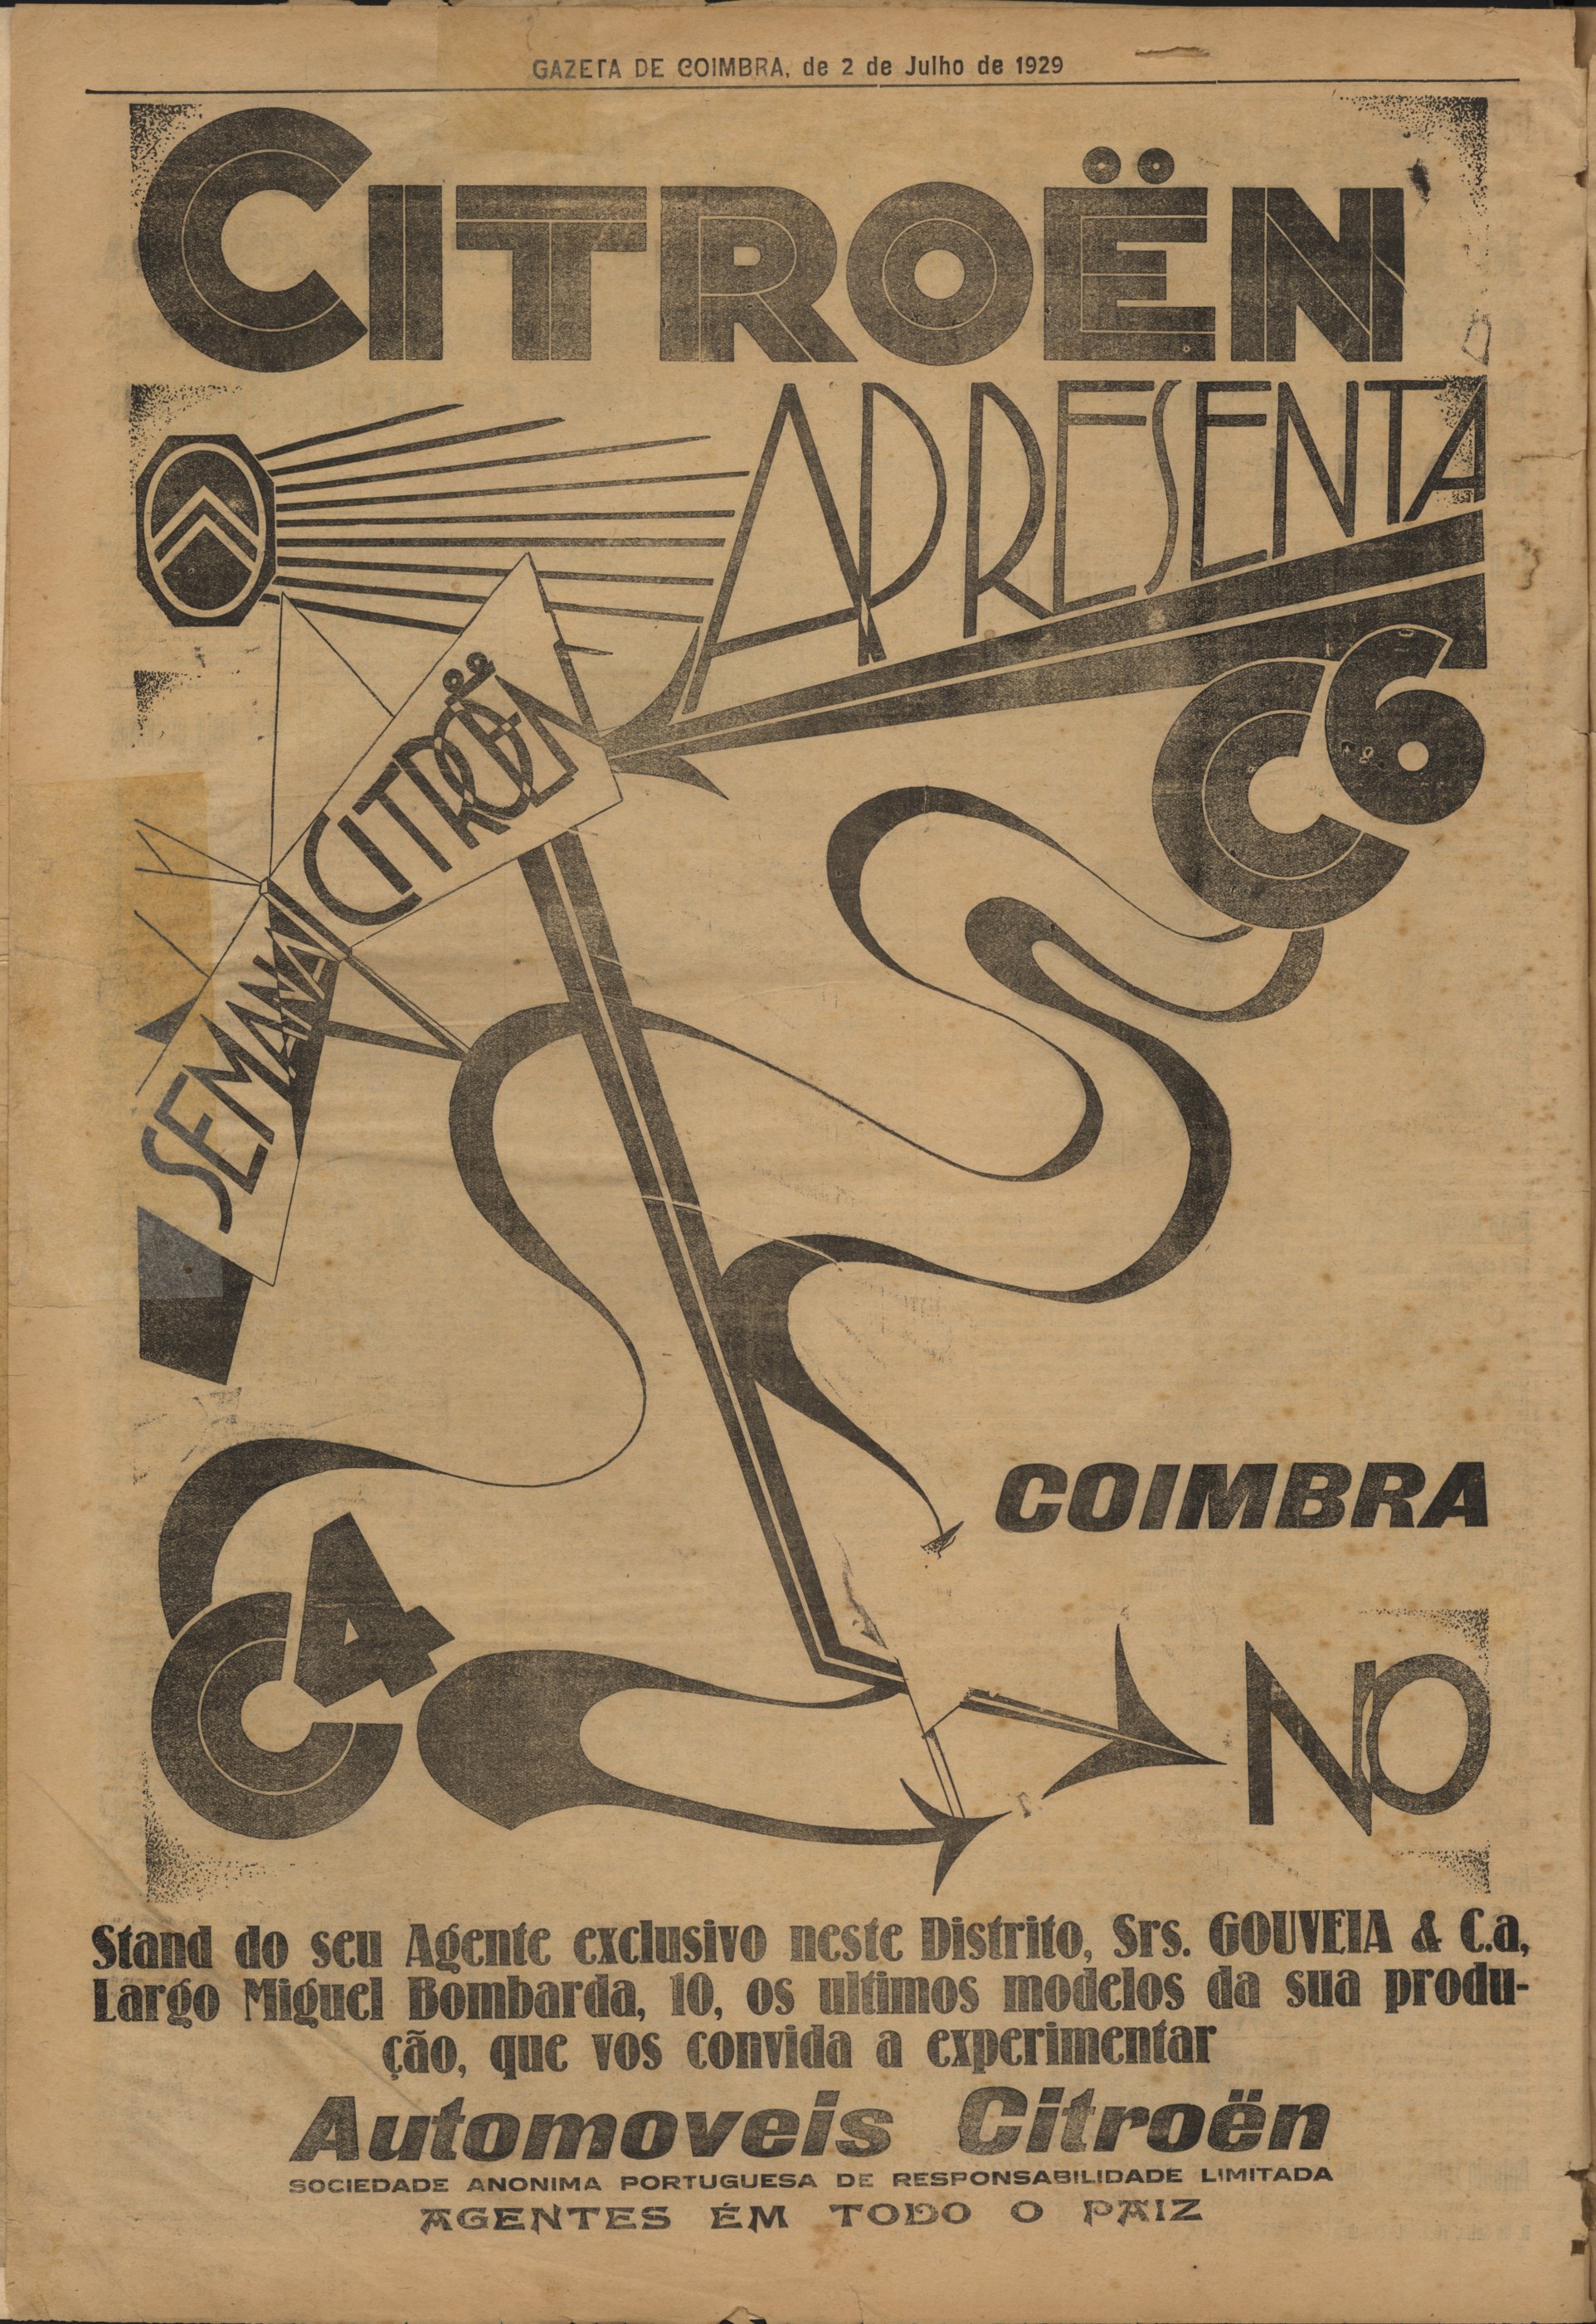 GAZETA DE COIMBRA, de 2 de Julho de 1929
CITROËN
APRESENTA
C6
SEMANA CITROËN
C4
COIMBRA
NO
Stand do seu Agente exclusivo neste Distrito, Srs. GOUVEIA & C.a,
Largo Miguel Bombarda, 10, os ultimos modelos da sua produ-
ção, que vos convida a experimentar
Automoveis Citroën
SOCIEDADE ANONIMA PORTUGUESA DE RESPONSABILIDADE LIMITADA
AGENTES ÉM TODO O PAIZ